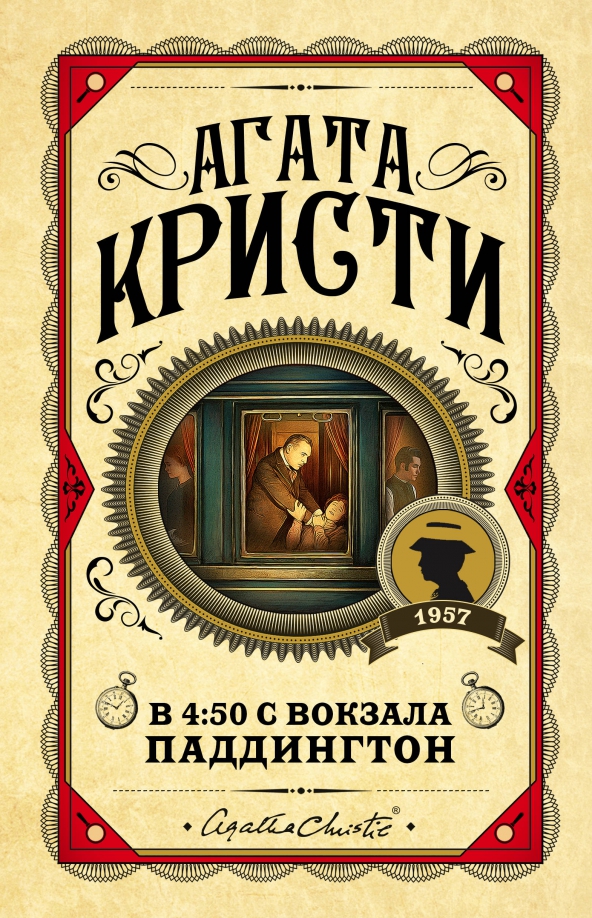 АГАТА
КРИСТИ
1957
В 4:50 С ВОКЗАЛА
ПАДДИНГТОН
Agatha Christie®